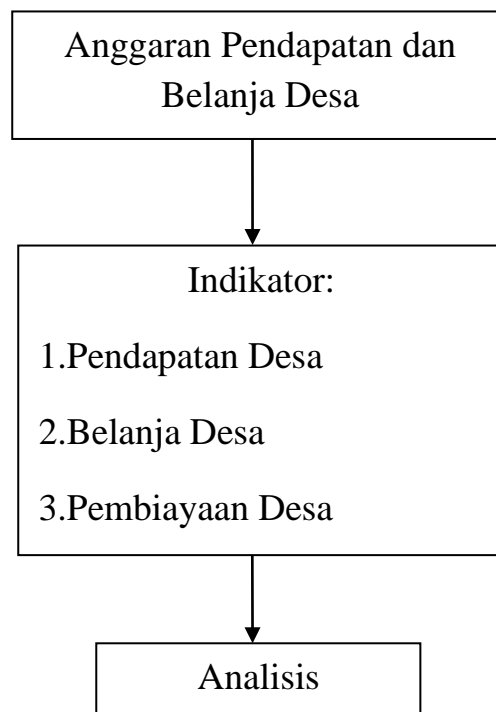 Anggaran Pendapatan dan
Belanja Desa
Indikator:
1.Pendapatan Desa
2.Belanja Desa
3.Pembiayaan Desa
Analisis